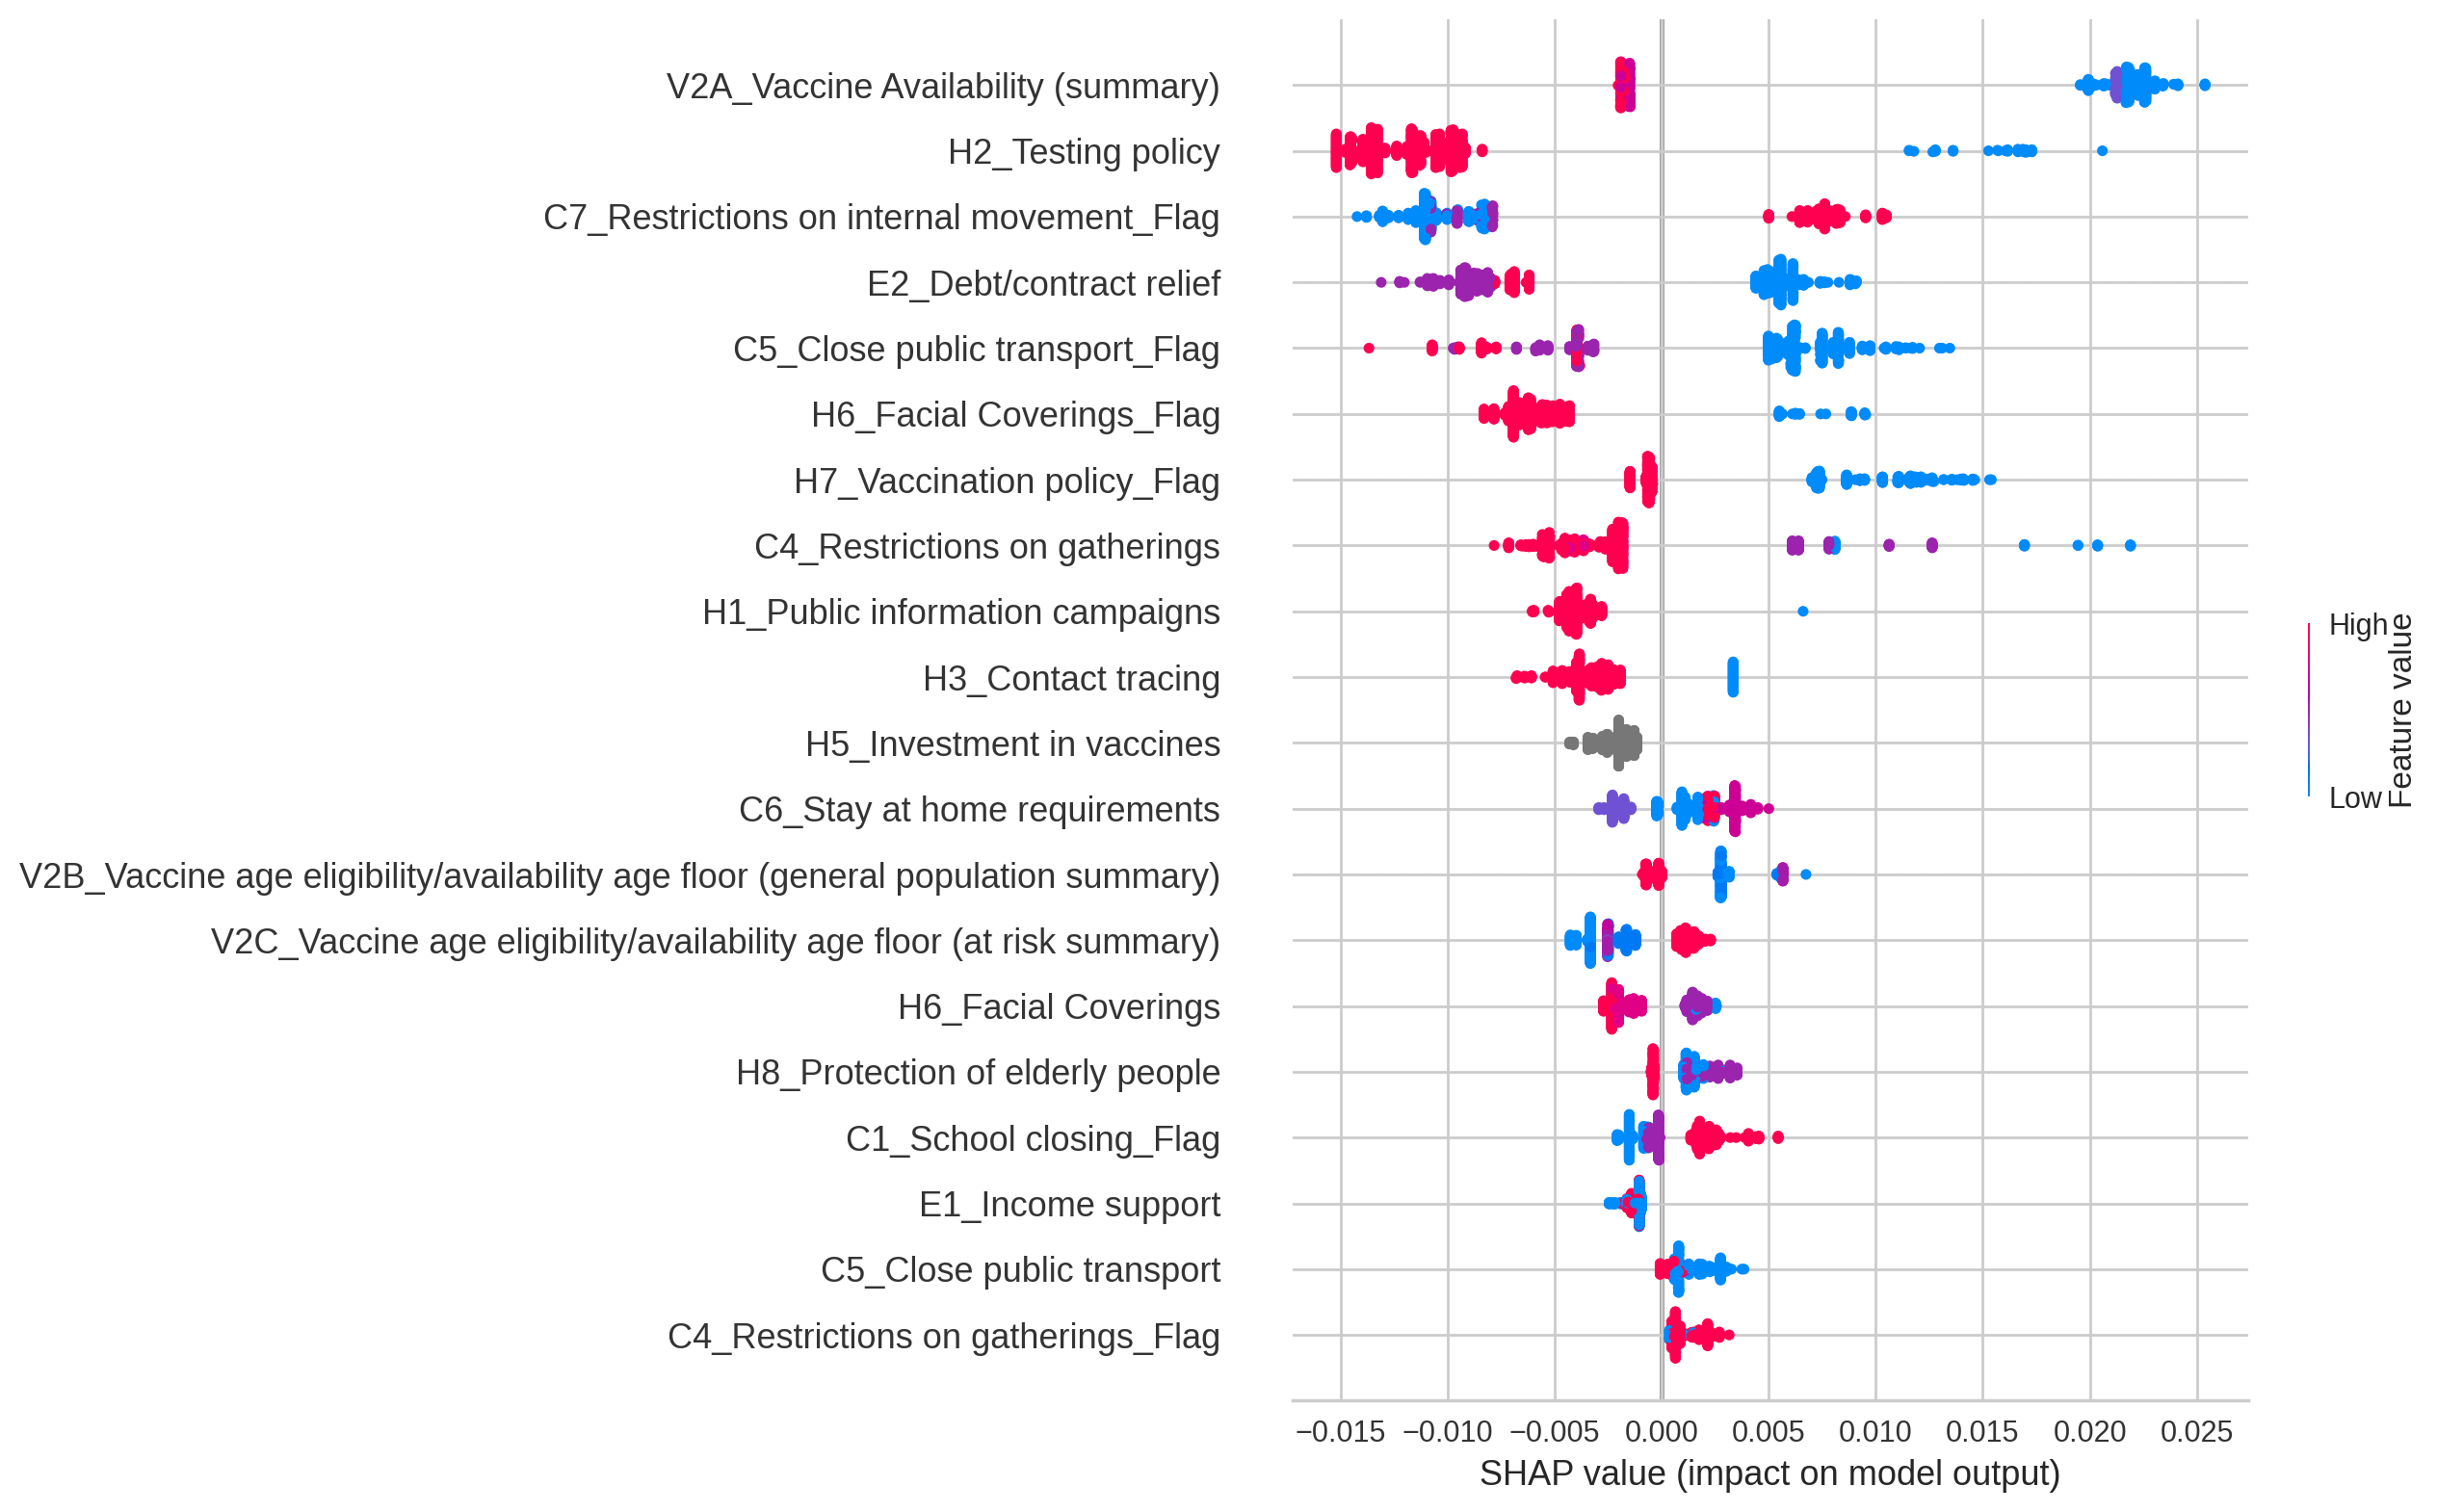 V2A_Vaccine Availability (summary)
H2_Testing policy
C7_Restrictions on internal movement_Flag
E2_Debt/contract relief
C5_Close public transport_Flag
H6_Facial Coverings_Flag
H7_Vaccination policy_Flag
C4_Restrictions on gatherings
H1_Public information campaigns
H3_Contact tracing
H5_Investment in vaccines
C6_Stay at home requirements
V2B_Vaccine age eligibility/availability age floor (general population summary)
V2C_Vaccine age eligibility/availability age floor (at risk summary)
H6_Facial Coverings
H8_Protection of elderly people
C1_School closing_Flag
E1_Income support
C5_Close public transport
C4_Restrictions on gatherings_Flag
−0.015 −0.010 −0.005 0.000 0.005 0.010 0.015 0.020 0.025
SHAP value (impact on model output)
High
Low
Feature value